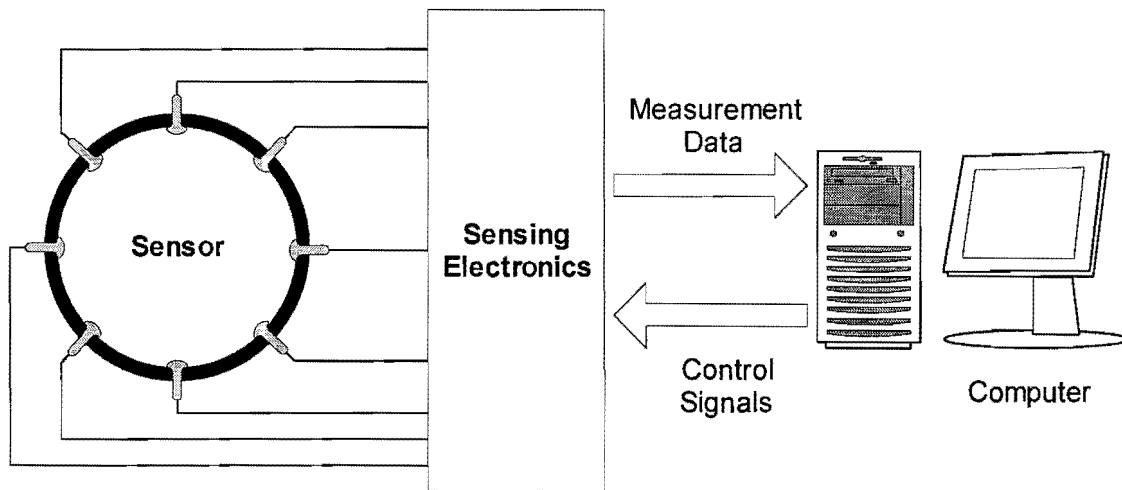 Sensor
Sensing
Electronics
Measurement
Data
Control
Signals
Computer